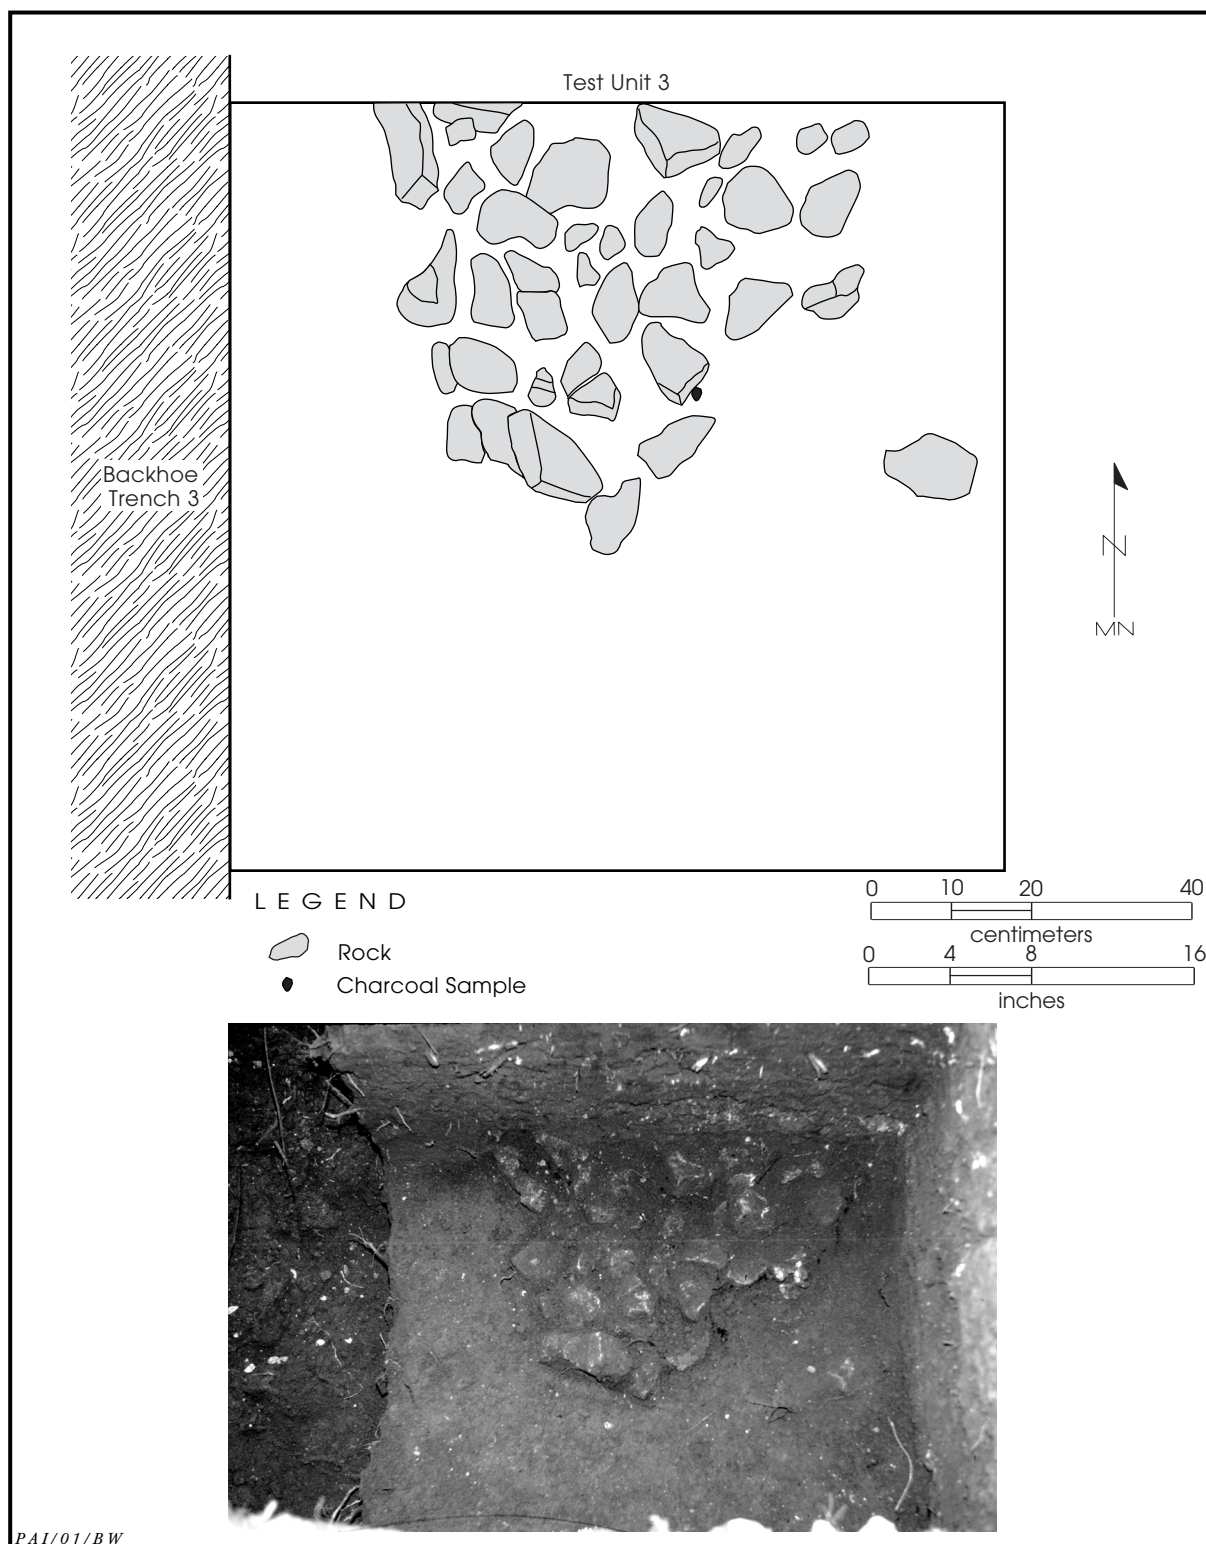 Test Unit 3
Backhoe
Trench 3
N
MN
LEGEND
Rock
Charcoal Sample
0 10 20 40
centimeters
0 4 8 16
inches
PAI/01/BW